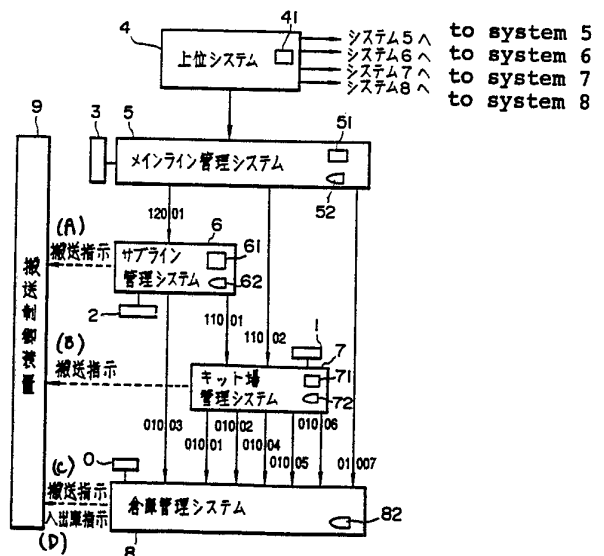 4
41
上位システム
システム5へ to system 5
システム6へ to system 6
システム7へ to system 7
システム8へ to system 8
9
3
5
51
メインライン管理システム
52
120 01
(A)
6
搬送指示
サブライン
管理システム
61
62
搬送制御装置
2
(B)
110 01
110 02
1
7
搬送指示
キット場
管理システム
71
72
010 03
010 01
010 02
010 04
010 05
010 06
01 007
(C)
0
搬送指示
入出庫指示
倉庫管理システム
82
(D)
8